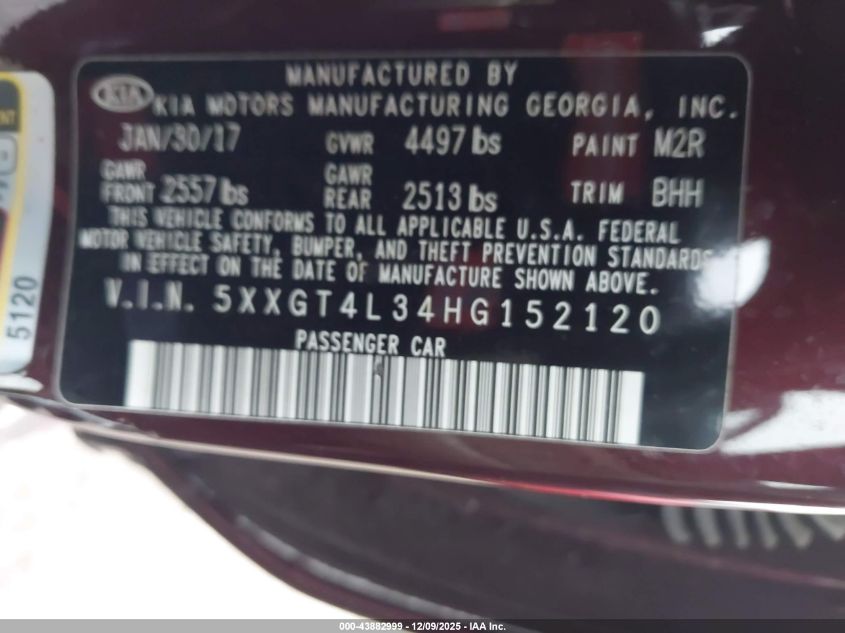 MANUFACTURED BY
KIA KIA MOTORS MANUFACTURING GEORGIA, INC.
JAN/30/17 GVWR 4497 lbs PAINT M2R
GAWR FRONT 2557 lbs GAWR REAR 2513 lbs TRIM BHH
THIS VEHICLE CONFORMS TO ALL APPLICABLE U.S.A. FEDERAL
MOTOR VEHICLE SAFETY, BUMPER, AND THEFT PREVENTION STANDARDS
IN EFFECT ON THE DATE OF MANUFACTURE SHOWN ABOVE.
V.I.N. 5XXGT4L34HG152120
PASSENGER CAR
5120
000-43882999 - 12/09/2025 - IAA Inc.